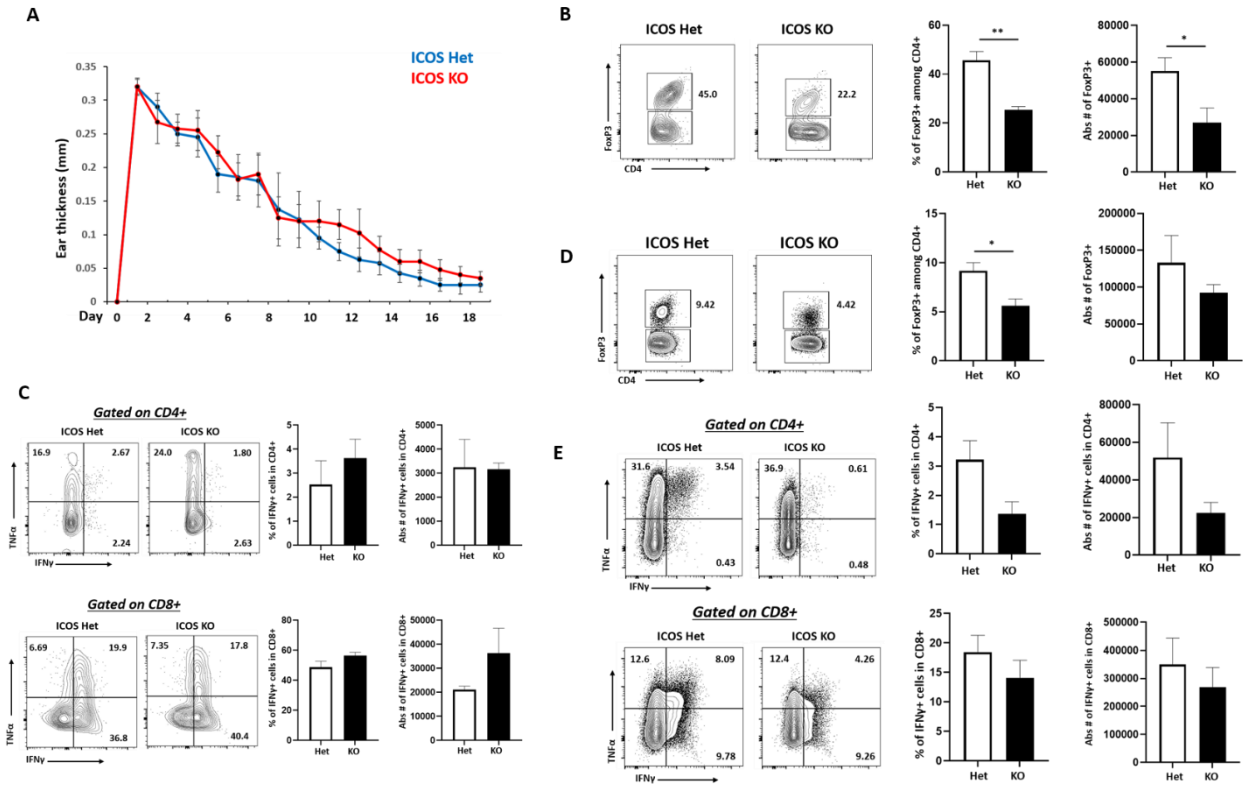 A
ICOS Het
ICOS KO
Ear thickness (mm)
0.35
0.3
0.25
0.2
0.15
0.1
0.05
0
Day 0 2 4 6 8 10 12 14 16 18
B
ICOS Het ICOS KO
45.0 22.2
FoxP3
CD4
% of FoxP3+ among CD4+
60
40
20
0
**
Het KO
Abs # of FoxP3+
80000
60000
40000
20000
0
*
Het KO
D
ICOS Het ICOS KO
9.42 4.42
FoxP3
CD4
% of FoxP3+ among CD4+
15
10
5
0
*
Het KO
Abs # of FoxP3+
200000
150000
100000
50000
0
Het KO
C
Gated on CD4+
ICOS Het ICOS KO
16.9 2.67 24.0 1.80
2.24 2.63
TNFα
IFNγ
% of IFNγ+ cells in CD4+
5
4
3
2
1
0
Het KO
Abs # of IFNγ+ cells in CD4+
5000
4000
3000
2000
1000
0
Het KO
Gated on CD8+
ICOS Het ICOS KO
6.69 19.9 7.35 17.8
36.8 40.4
TNFα
IFNγ
% of IFNγ+ cells in CD8+
80
60
40
20
0
Het KO
Abs # of IFNγ+ cells in CD8+
50000
40000
30000
20000
10000
0
Het KO
E
Gated on CD4+
ICOS Het ICOS KO
31.6 3.54 36.9 0.61
0.43 0.48
TNFα
IFNγ
% of IFNγ+ cells in CD4+
5
4
3
2
1
0
Het KO
Abs # of IFNγ+ cells in CD4+
80000
60000
40000
20000
0
Het KO
Gated on CD8+
ICOS Het ICOS KO
12.6 8.09 12.4 4.26
9.78 9.26
TNFα
IFNγ
% of IFNγ+ cells in CD8+
25
20
15
10
5
0
Het KO
Abs # of IFNγ+ cells in CD8+
500000
400000
300000
200000
100000
0
Het KO